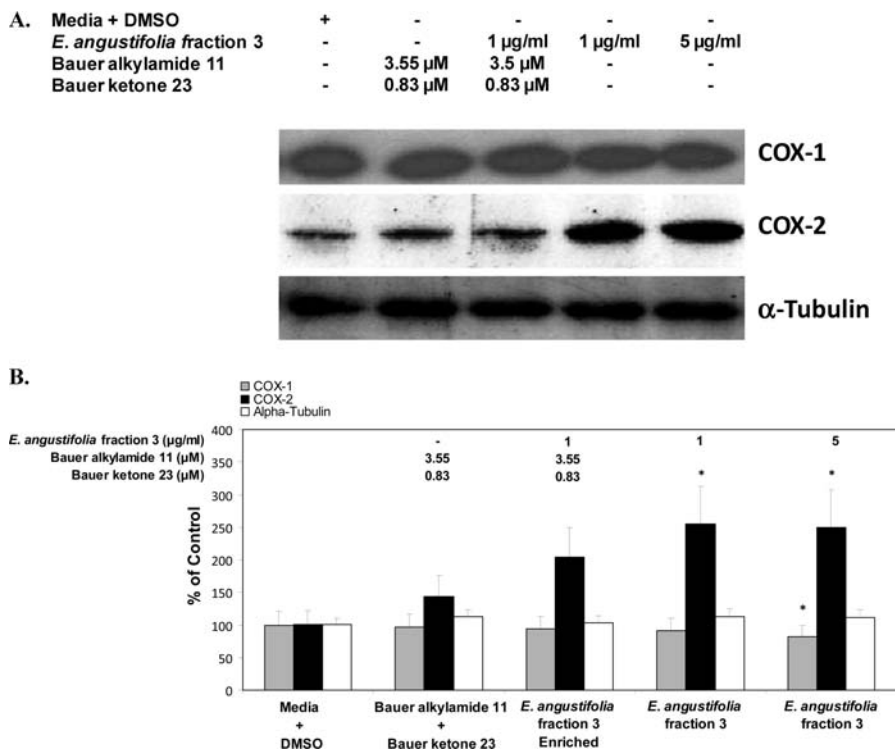 A.
Media + DMSO + - - - -
E. angustifolia fraction 3 - - 1 µg/ml 1 µg/ml 5 µg/ml
Bauer alkylamide 11 - 3.55 µM 3.5 µM - -
Bauer ketone 23 - 0.83 µM 0.83 µM - -
COX-1
COX-2
α-Tubulin
B.
COX-1
COX-2
Alpha-Tubulin
E. angustifolia fraction 3 (µg/ml) - 1 1 5
Bauer alkylamide 11 (µM) 3.55 3.55
Bauer ketone 23 (µM) 0.83 0.83 * *
*
% of Control
400
350
300
250
200
150
100
50
0
Media + DMSO
Bauer alkylamide 11 + Bauer ketone 23
E. angustifolia fraction 3 Enriched
E. angustifolia fraction 3
E. angustifolia fraction 3